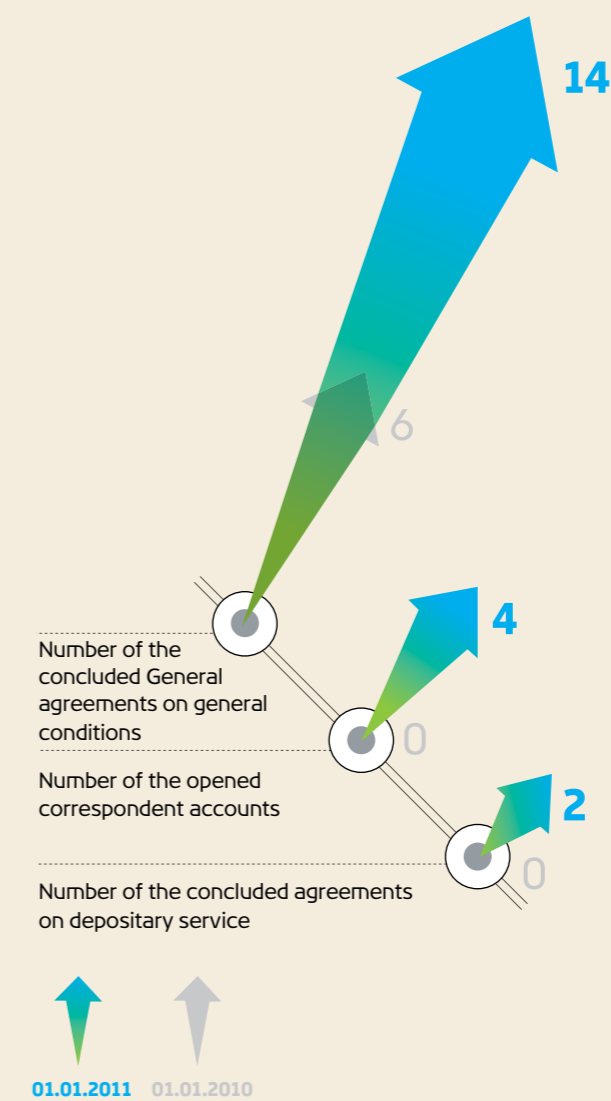 14
6
Number of the
concluded General
agreements on general
conditions
4
0
Number of the opened
correspondent accounts
2
0
Number of the concluded agreements
on depositary service
01.01.2011 01.01.2010